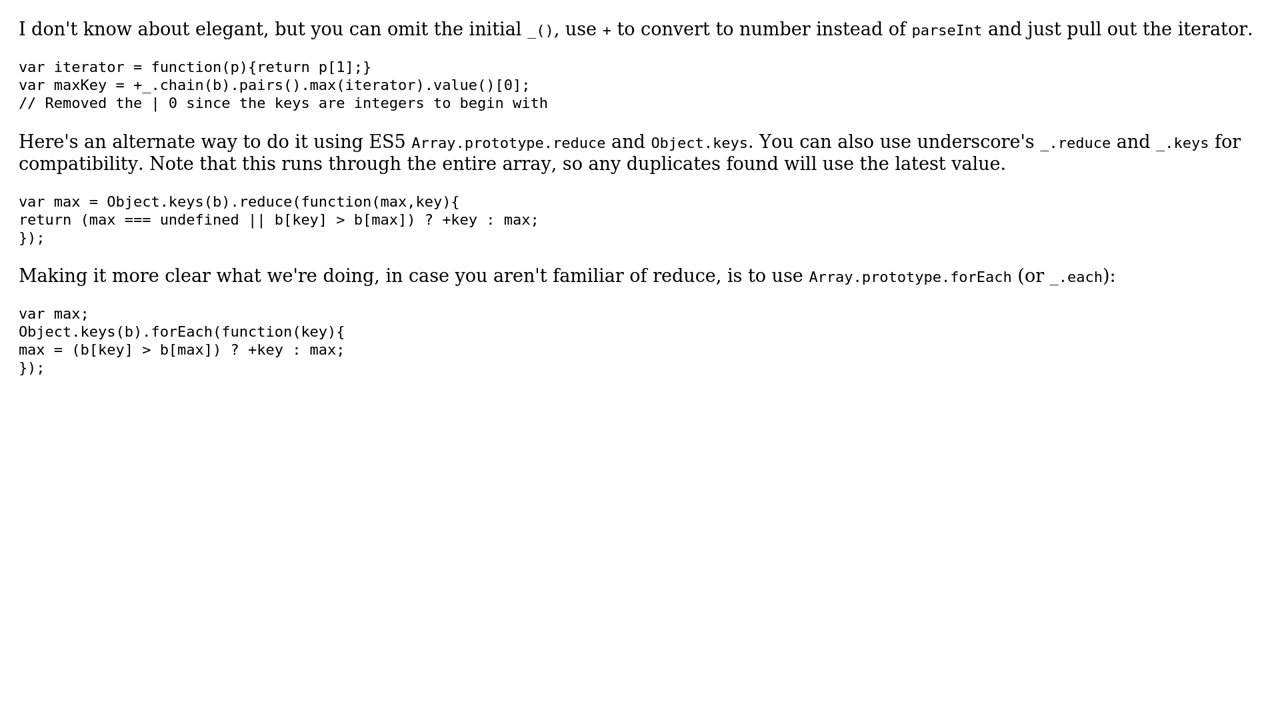 I don't know about elegant, but you can omit the initial _(), use + to convert to number instead of parseInt and just pull out the iterator.
var iterator = function(p){return p[1];}
var maxKey = +_.chain(b).pairs().max(iterator).value()[0];
// Removed the | 0 since the keys are integers to begin with
Here's an alternate way to do it using ES5 Array.prototype.reduce and Object.keys. You can also use underscore's _.reduce and _.keys for
compatibility. Note that this runs through the entire array, so any duplicates found will use the latest value.
var max = Object.keys(b).reduce(function(max,key){
return (max === undefined || b[key] > b[max]) ? +key : max;
});
Making it more clear what we're doing, in case you aren't familiar of reduce, is to use Array.prototype.forEach (or _.each):
var max;
Object.keys(b).forEach(function(key){
max = (b[key] > b[max]) ? +key : max;
});